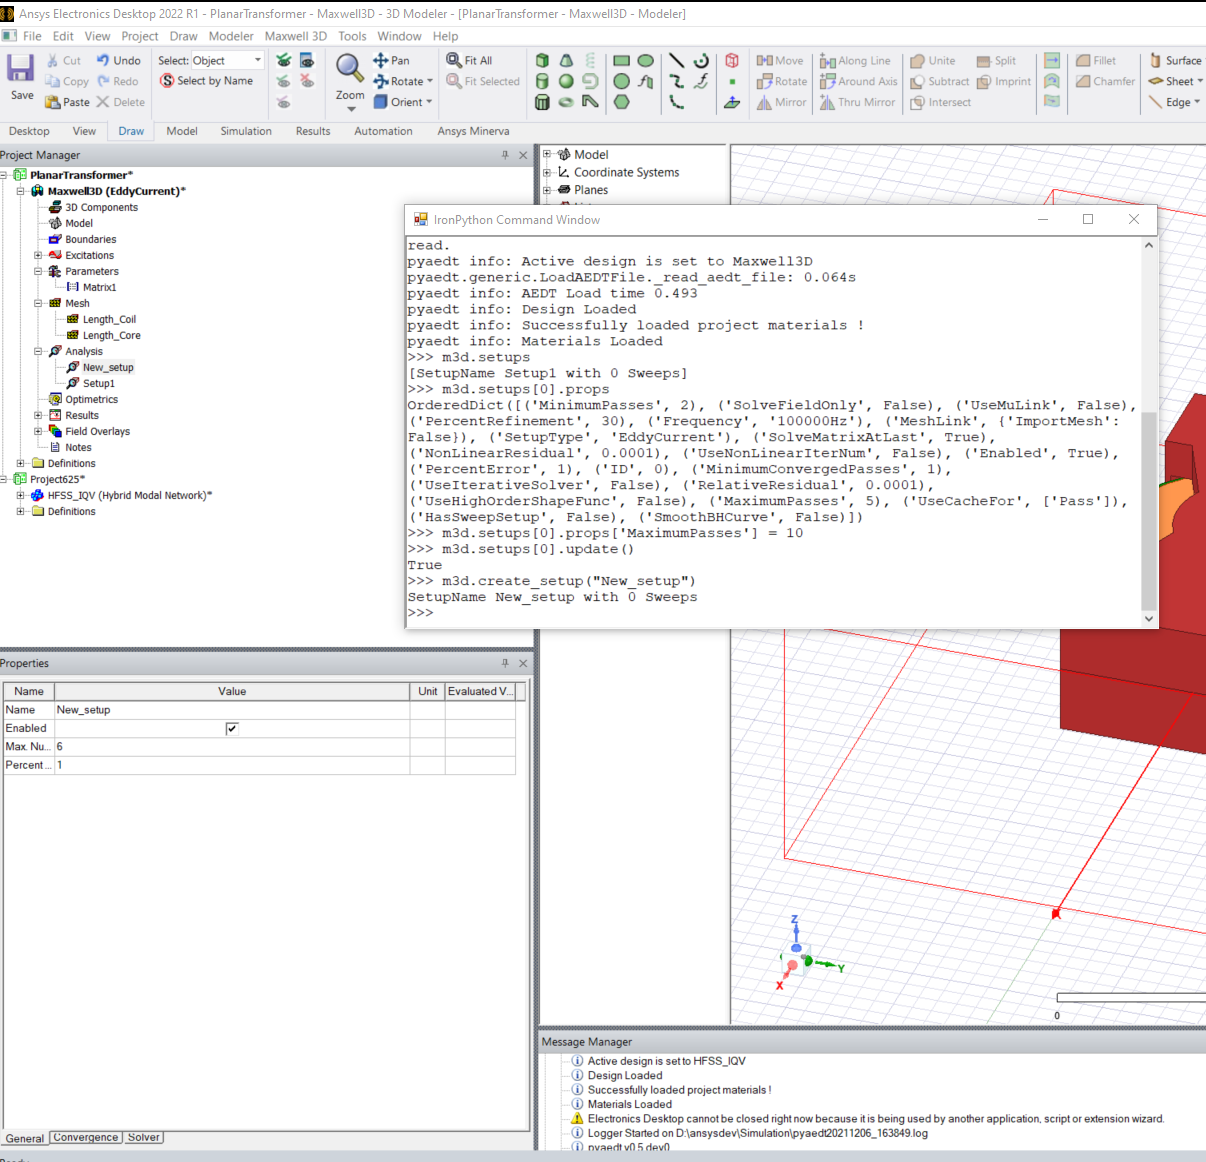 Ansys Electronics Desktop 2022 R1 - PlanarTransformer - Maxwell3D - 3D Modeler - [PlanarTransformer - Maxwell3D - Modeler]
File Edit View Project Draw Modeler Maxwell 3D Tools Window Help
Save
Cut
Copy
Paste
Undo
Redo
Delete
Select: Object
Select by Name
Zoom
Pan
Rotate
Orient
Fit All
Fit Selected
Move
Rotate
Mirror
Along Line
Around Axis
Thru Mirror
Unite
Subtract
Intersect
Split
Imprint
Fillet
Chamfer
Surface
Sheet
Edge
Desktop View Draw Model Simulation Results Automation Ansys Minerva
Project Manager
PlanarTransformer*
Maxwell3D (EddyCurrent)*
3D Components
Model
Boundaries
Excitations
Parameters
Matrix1
Mesh
Length_Coil
Length_Core
Analysis
New_setup
Setup1
Optimetrics
Results
Field Overlays
Notes
Definitions
Project625*
HFSS_IQV (Hybrid Modal Network)*
Definitions
Model
Coordinate Systems
Planes
IronPython Command Window
read.
pyaedt info: Active design is set to Maxwell3D
pyaedt.generic.LoadAEDTFile._read_aedt_file: 0.064s
pyaedt info: AEDT Load time 0.493
pyaedt info: Design Loaded
pyaedt info: Successfully loaded project materials !
pyaedt info: Materials Loaded
>>> m3d.setups
[SetupName Setup1 with 0 Sweeps]
>>> m3d.setups[0].props
OrderedDict([('MinimumPasses', 2), ('SolveFieldOnly', False), ('UseMuLink', False),
('PercentRefinement', 30), ('Frequency', '100000Hz'), ('MeshLink', {'ImportMesh':
False}), ('SetupType', 'EddyCurrent'), ('SolveMatrixAtLast', True),
('NonLinearResidual', 0.0001), ('UseNonLinearIterNum', False), ('Enabled', True),
('PercentError', 1), ('ID', 0), ('MinimumConvergedPasses', 1),
('UseIterativeSolver', False), ('RelativeResidual', 0.0001),
('UseHighOrderShapeFunc', False), ('MaximumPasses', 5), ('UseCacheFor', ['Pass']),
('HasSweepSetup', False), ('SmoothBHCurve', False)])
>>> m3d.setups[0].props['MaximumPasses'] = 10
>>> m3d.setups[0].update()
True
>>> m3d.create_setup("New_setup")
SetupName New_setup with 0 Sweeps
>>>
Properties
Name Value Unit Evaluated V...
Name New_setup
Enabled
Max. Nu... 6
Percent ... 1
General Convergence Solver
Z
Y
X
0
Message Manager
Active design is set to HFSS_IQV
Design Loaded
Successfully loaded project materials !
Materials Loaded
Electronics Desktop cannot be closed right now because it is being used by another application, script or extension wizard.
Logger Started on D:\ansysdev\Simulation\pyaedt20211206_163849.log
pyaedt v0.5.dev0